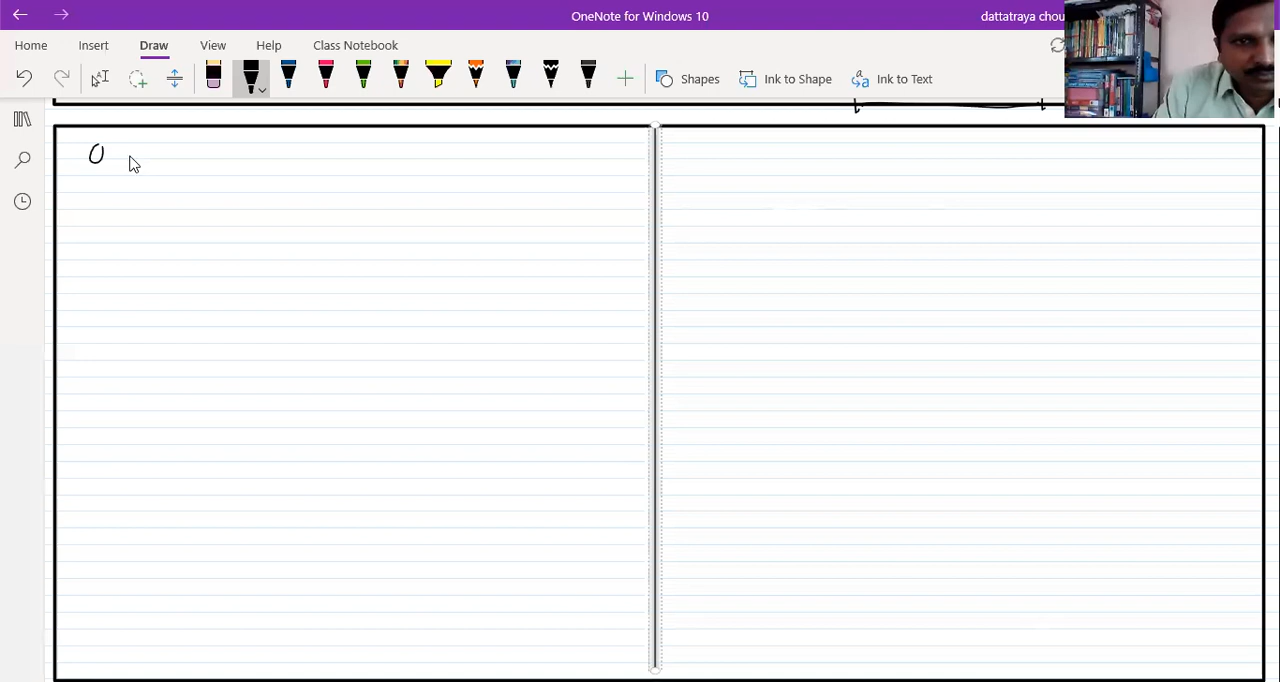 OneNote for Windows 10
dattatraya chou
Home Insert Draw View Help Class Notebook
Shapes Ink to Shape Ink to Text
0